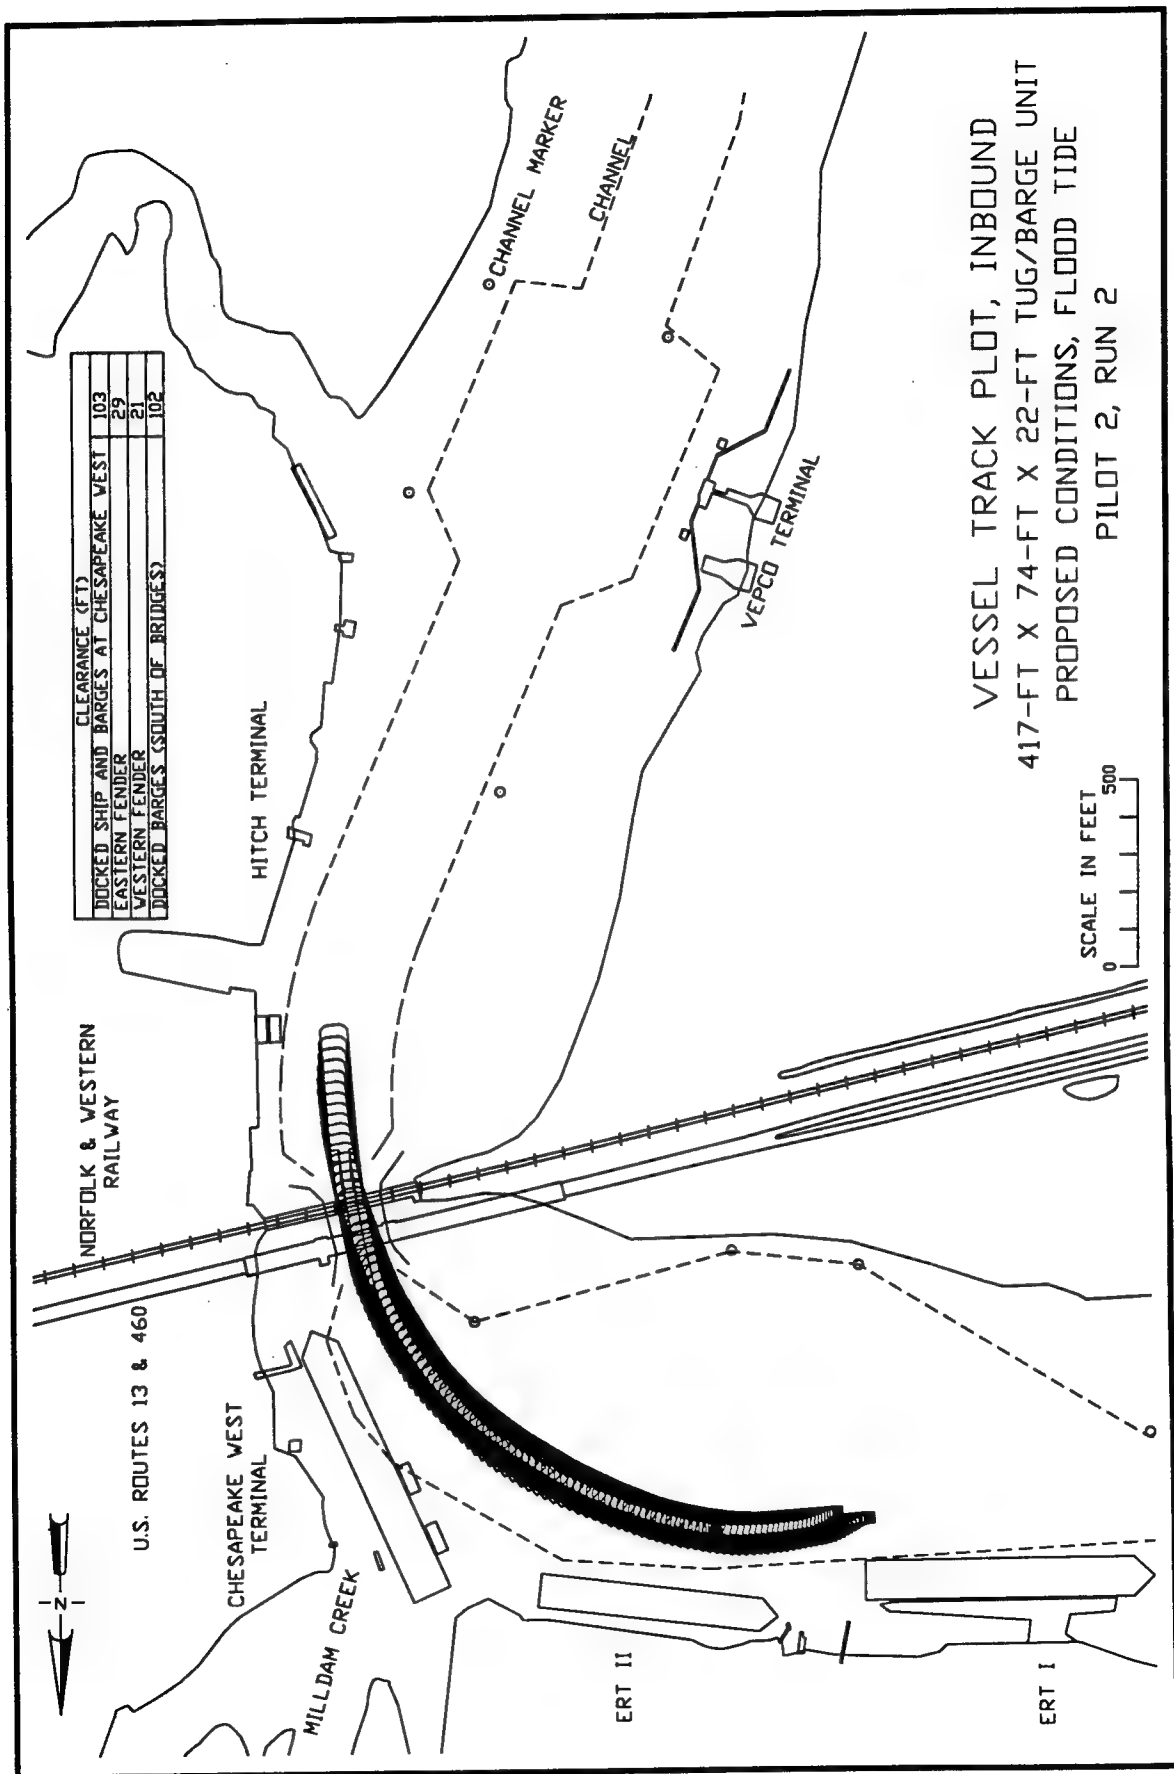 CLEARANCE (FT)
DOCKED SHIP AND BARGES AT CHESAPEAKE WEST 103
EASTERN FENDER 29
WESTERN FENDER 21
DOCKED BARGES (SOUTH OF BRIDGES) 102
N
U.S. ROUTES 13 & 460
NORFOLK & WESTERN
RAILWAY
HITCH TERMINAL
CHANNEL MARKER
CHANNEL
CHESAPEAKE WEST
TERMINAL
MILLDAM CREEK
VEPCO TERMINAL
ERT II
ERT I
SCALE IN FEET
0 500
VESSEL TRACK PLOT, INBOUND
417-FT X 74-FT X 22-FT TUG/BARGE UNIT
PROPOSED CONDITIONS, FLOOD TIDE
PILOT 2, RUN 2